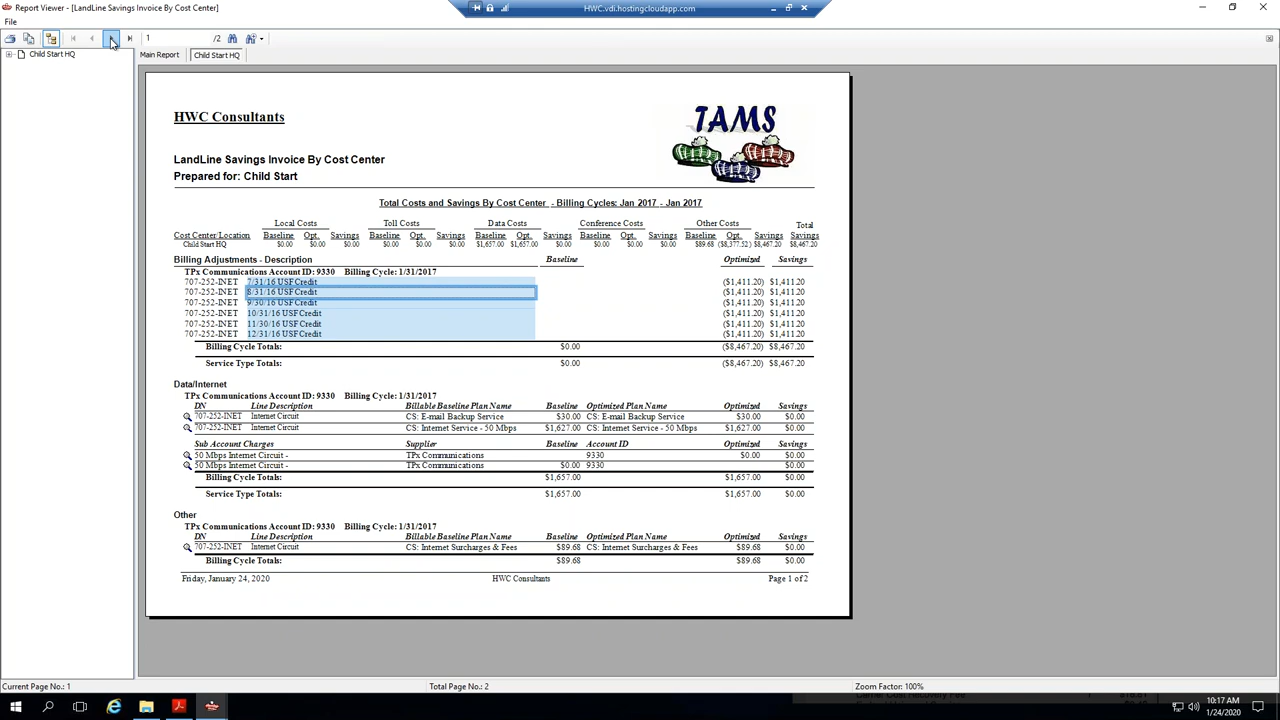 Report Viewer - [LandLine Savings Invoice By Cost Center]
HWC.vdi.hostingcloudapp.com
File
1 /2
Child Start HQ
Main Report Child Start HQ
HWC Consultants
TAMS
LandLine Savings Invoice By Cost Center
Prepared for: Child Start
Total Costs and Savings By Cost Center - Billing Cycles: Jan 2017 - Jan 2017
Local Costs Toll Costs Data Costs Conference Costs Other Costs Total
Cost Center/Location Baseline Opt. Savings Baseline Opt. Savings Baseline Opt. Savings Baseline Opt. Savings Baseline Opt. Savings Savings
Child Start HQ $0.00 $0.00 $0.00 $0.00 $0.00 $0.00 $1,657.00 $1,657.00 $0.00 $0.00 $0.00 $0.00 $89.68 ($8,377.52) $8,467.20 $8,467.20
Billing Adjustments - Description Baseline Optimized Savings
TPx Communications Account ID: 9330 Billing Cycle: 1/31/2017
707-252-INET 7/31/16 USF Credit ($1,411.20) $1,411.20
707-252-INET 8/31/16 USF Credit ($1,411.20) $1,411.20
707-252-INET 9/30/16 USF Credit ($1,411.20) $1,411.20
707-252-INET 10/31/16 USF Credit ($1,411.20) $1,411.20
707-252-INET 11/30/16 USF Credit ($1,411.20) $1,411.20
707-252-INET 12/31/16 USF Credit ($1,411.20) $1,411.20
Billing Cycle Totals: $0.00 ($8,467.20) $8,467.20
Service Type Totals: $0.00 ($8,467.20) $8,467.20
Data/Internet
TPx Communications Account ID: 9330 Billing Cycle: 1/31/2017
DN Line Description Billable Baseline Plan Name Baseline Optimized Plan Name Optimized Savings
707-252-INET Internet Circuit CS: E-mail Backup Service $30.00 CS: E-mail Backup Service $30.00 $0.00
707-252-INET Internet Circuit CS: Internet Service - 50 Mbps $1,627.00 CS: Internet Service - 50 Mbps $1,627.00 $0.00
Sub Account Charges Supplier Baseline Account ID Optimized Savings
50 Mbps Internet Circuit - TPx Communications 9330 $0.00 $0.00
50 Mbps Internet Circuit - TPx Communications $0.00 9330 $0.00
Billing Cycle Totals: $1,657.00 $1,657.00 $0.00
Service Type Totals: $1,657.00 $1,657.00 $0.00
Other
TPx Communications Account ID: 9330 Billing Cycle: 1/31/2017
DN Line Description Billable Baseline Plan Name Baseline Optimized Plan Name Optimized Savings
707-252-INET Internet Circuit CS: Internet Surcharges & Fees $89.68 CS: Internet Surcharges & Fees $89.68 $0.00
Billing Cycle Totals: $89.68 $89.68 $0.00
Friday, January 24, 2020 HWC Consultants Page 1 of 2
Current Page No.: 1 Total Page No.: 2 Zoom Factor: 100%
10:17 AM
1/24/2020